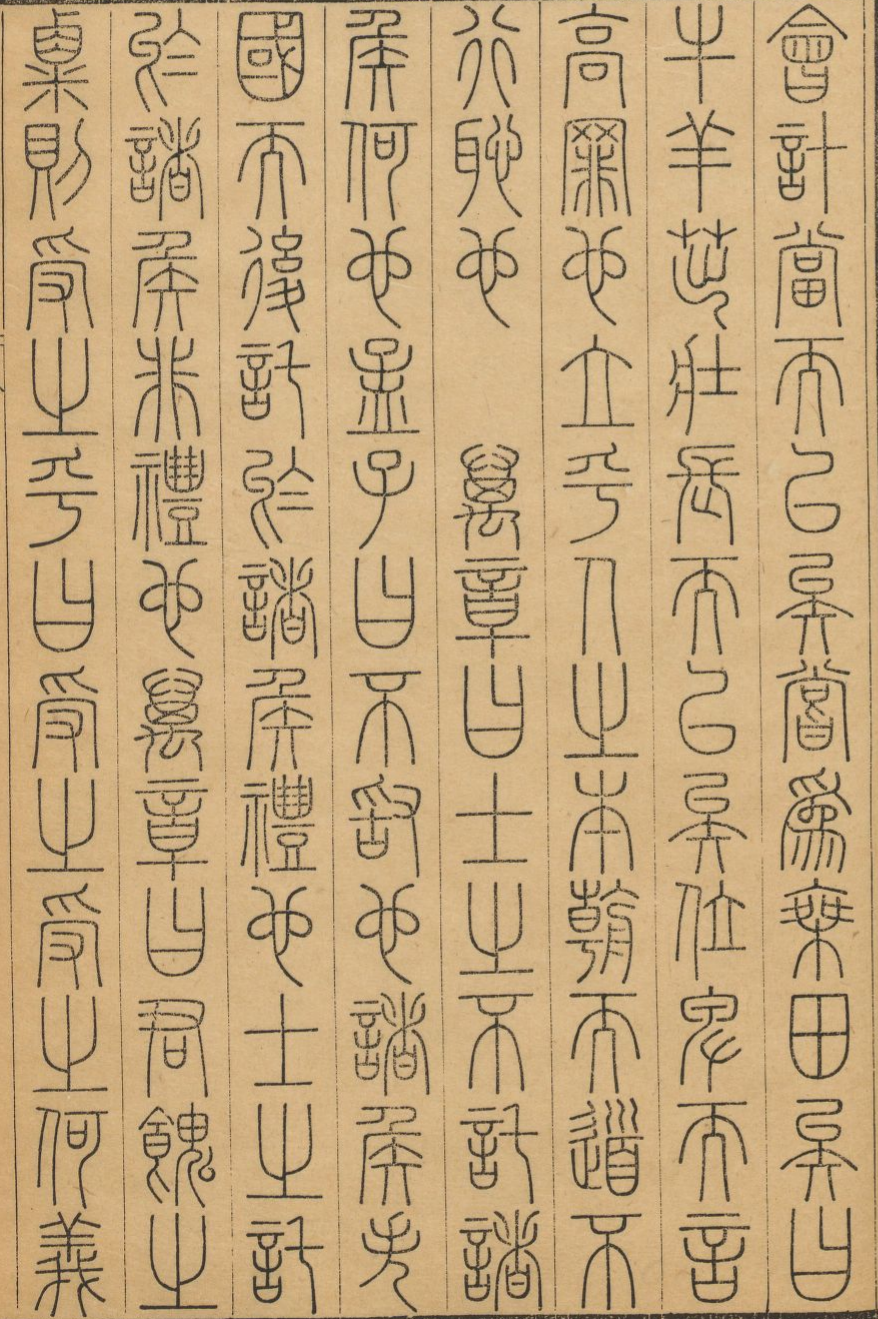 會計當而已矣嘗爲乘田矣曰
牛羊茁壯長而已矣位卑而言
高罪也立乎人之本朝而道不
行恥也　萬章曰士之不託諸
侯何也孟子曰不敢也諸侯失
國而後託於諸侯禮也士之託
於諸侯非禮也萬章曰君餽之
粟則受之乎曰受之受之何義